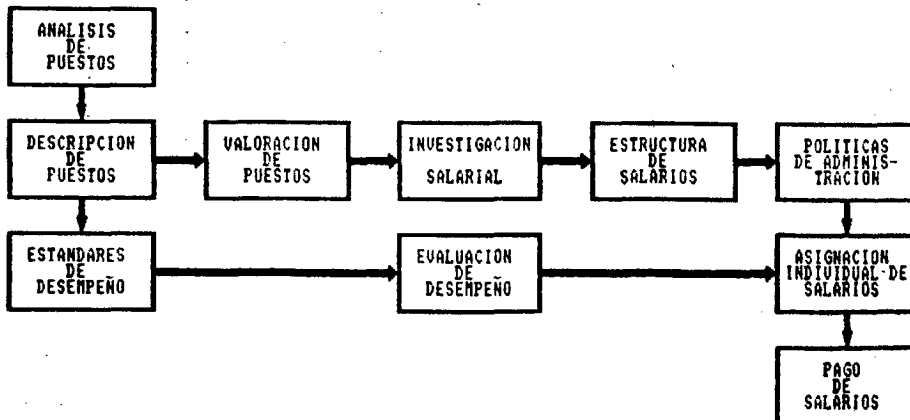 ANALISIS
DE
PUESTOS
DESCRIPCION
DE
PUESTOS
VALORACION
DE
PUESTOS
INVESTIGACION
SALARIAL
ESTRUCTURA
DE
SALARIOS
POLITICAS
DE ADMINIS-
TRACION
ESTANDARES
DE
DESEMPEÑO
EVALUACION
DE
DESEMPEÑO
ASIGNACION
INDIVIDUAL DE
SALARIOS
PAGO
DE
SALARIOS